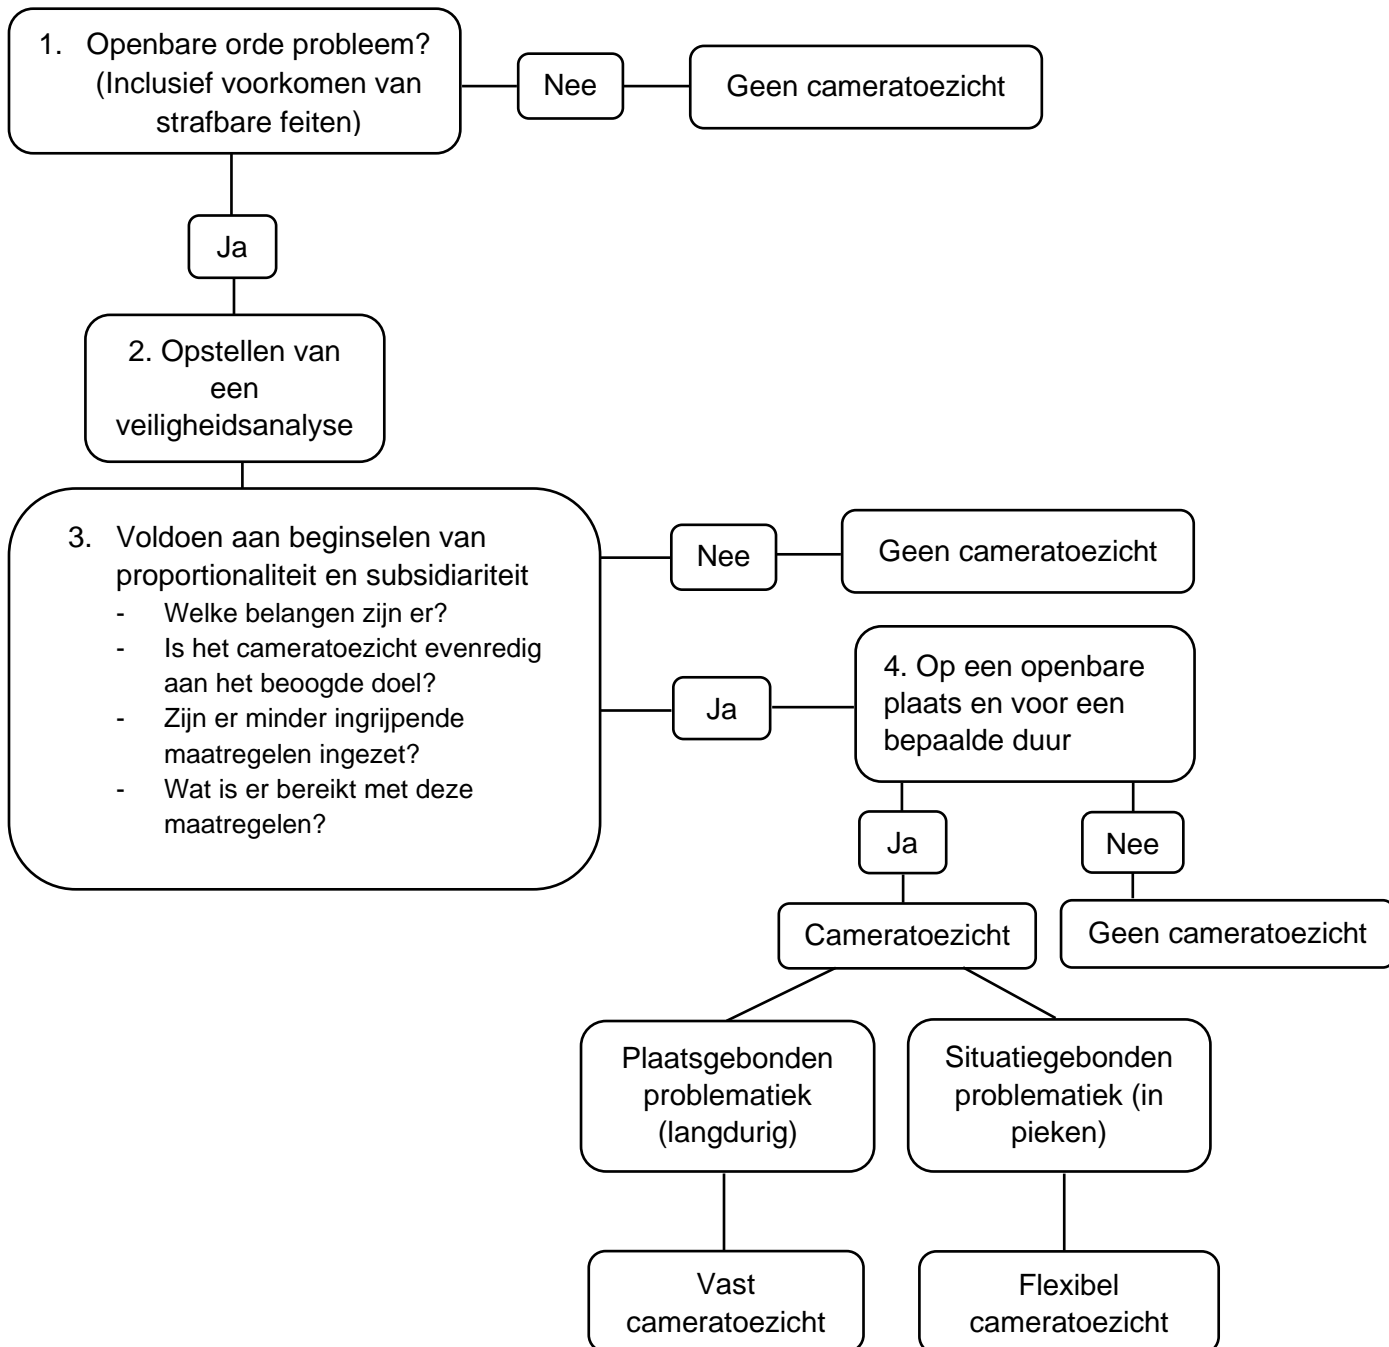 1. Openbare orde probleem?
(Inclusief voorkomen van
strafbare feiten)
Nee
Geen cameratoezicht
Ja
2. Opstellen van
een
veiligheidsanalyse
3. Voldoen aan beginselen van
proportionaliteit en subsidiariteit
- Welke belangen zijn er?
- Is het cameratoezicht evenredig
aan het beoogde doel?
- Zijn er minder ingrijpende
maatregelen ingezet?
- Wat is er bereikt met deze
maatregelen?
Nee
Geen cameratoezicht
Ja
4. Op een openbare
plaats en voor een
bepaalde duur
Ja
Nee
Cameratoezicht
Geen cameratoezicht
Plaatsgebonden
problematiek
(langdurig)
Situatiegebonden
problematiek (in
pieken)
Vast
cameratoezicht
Flexibel
cameratoezicht